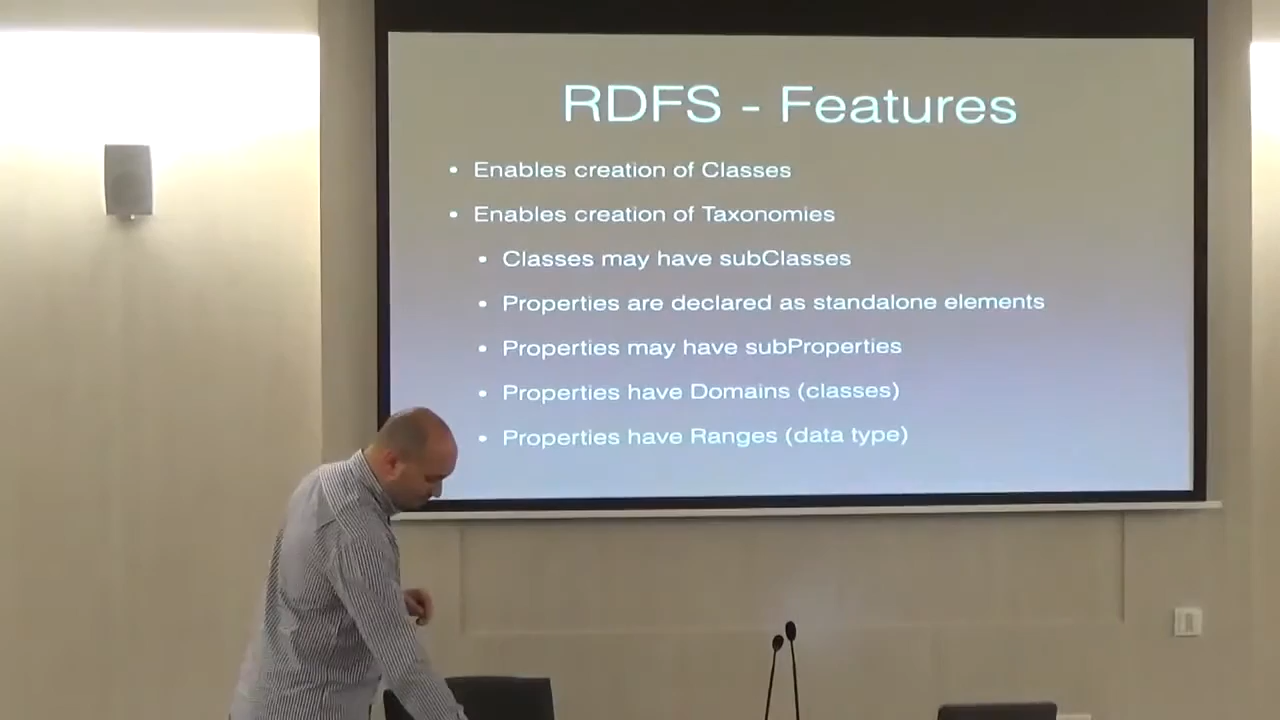 RDFS - Features
• Enables creation of Classes
• Enables creation of Taxonomies
• Classes may have subClasses
• Properties are declared as standalone elements
• Properties may have subProperties
• Properties have Domains (classes)
• Properties have Ranges (data type)